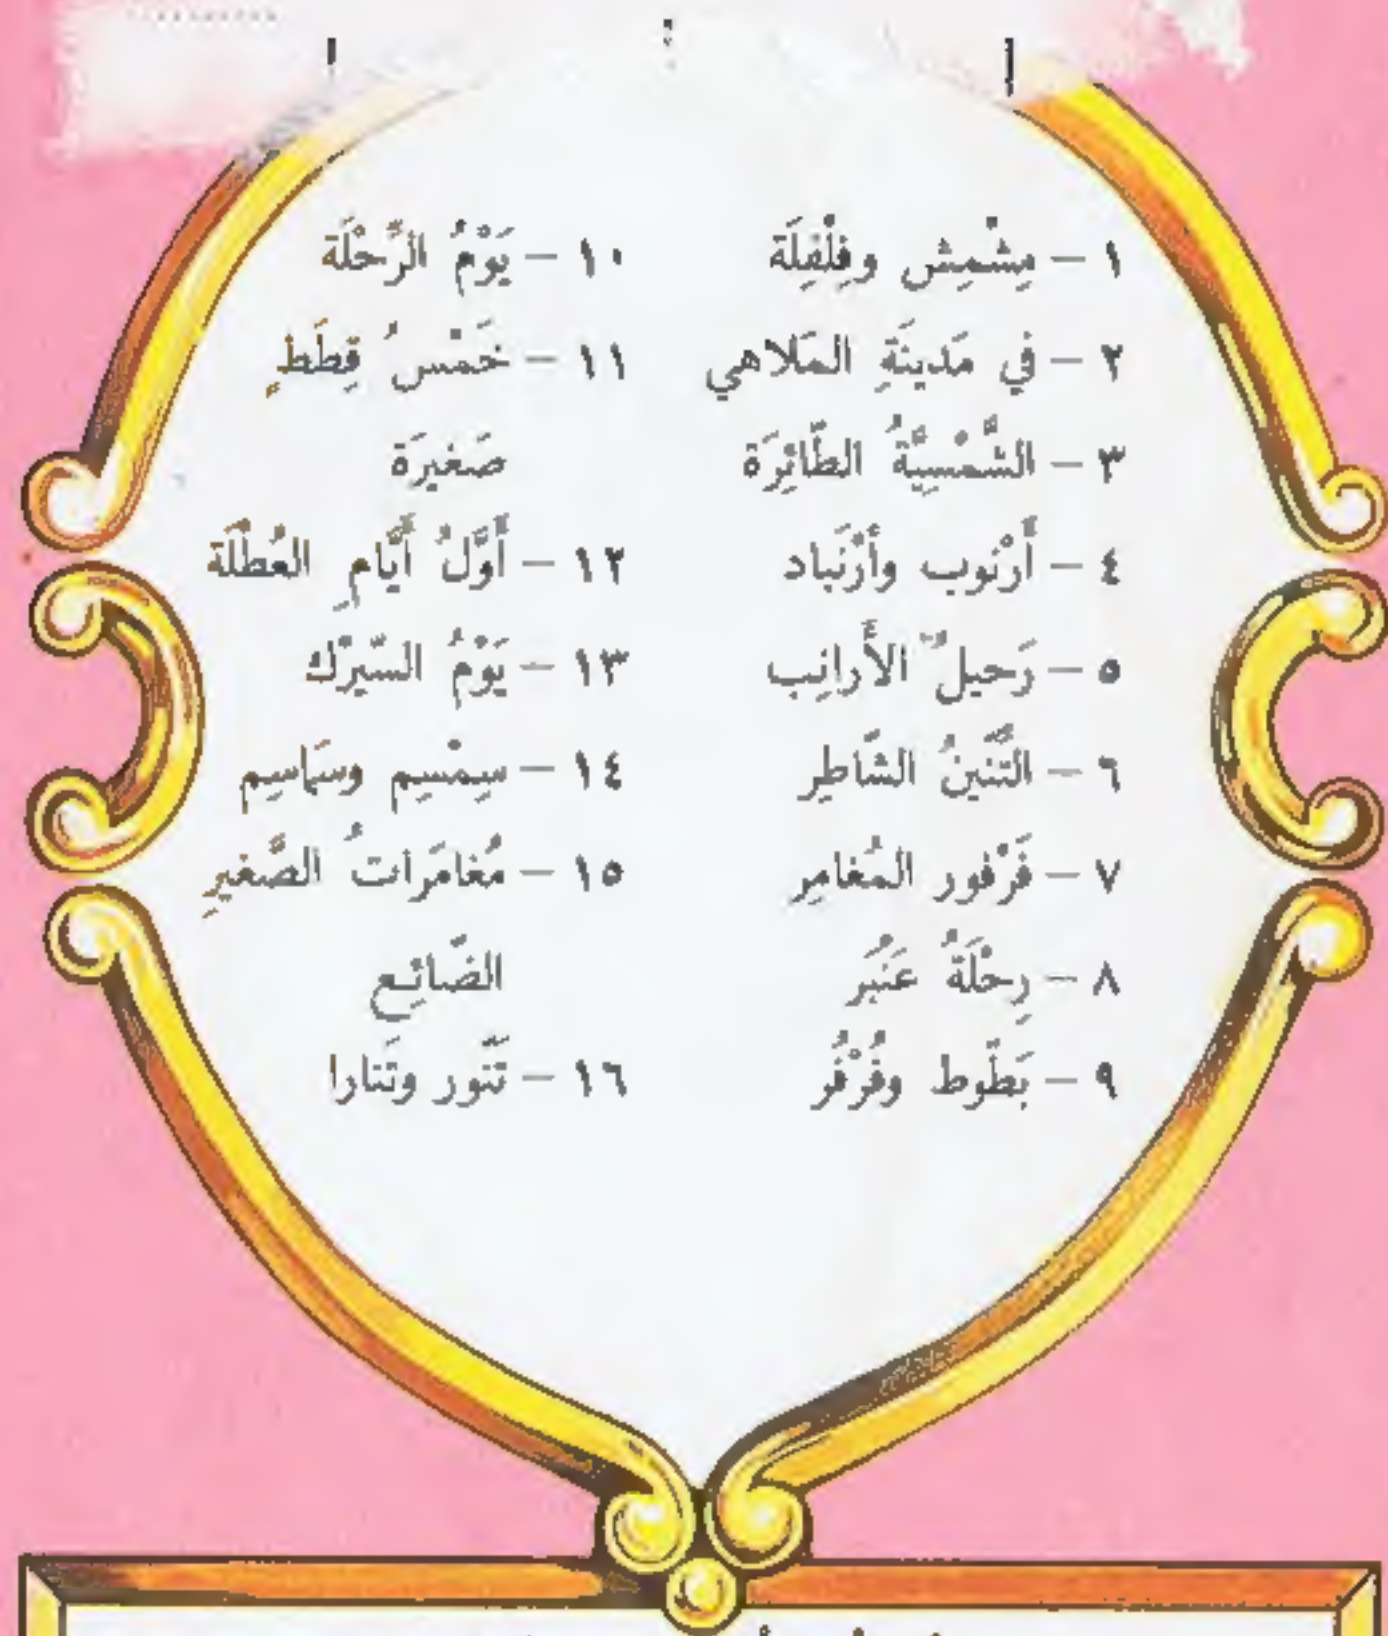 ١ – مِشْمِش وفِلْفِلَة
٢ – في مَدينَةِ المَلاهي
٣ – الشَّمْسِيَّةُ الطّائِرَة
٤ – أَرْنوب وأَرْنَباد
٥ – رَحيلُ الأَرانِب
٦ – التِّنّينُ الشّاطِر
٧ – فَرْفور المُغامِر
٨ – رِحْلَةُ عَنْبَر
٩ – بَطّوط وفُرْفُر
١٠ – يَوْمُ الرِّحْلَة
١١ – خَمْسُ قِطَطٍ
صَغيرَة
١٢ – أَوَّلُ أَيّامِ العُطْلَة
١٣ – يَوْمُ السّيرْك
١٤ – سِمْسِم وسَماسِم
١٥ – مُغامَراتُ الصَّغيرِ
الضّائِع
١٦ – تَنّور وتَنارا